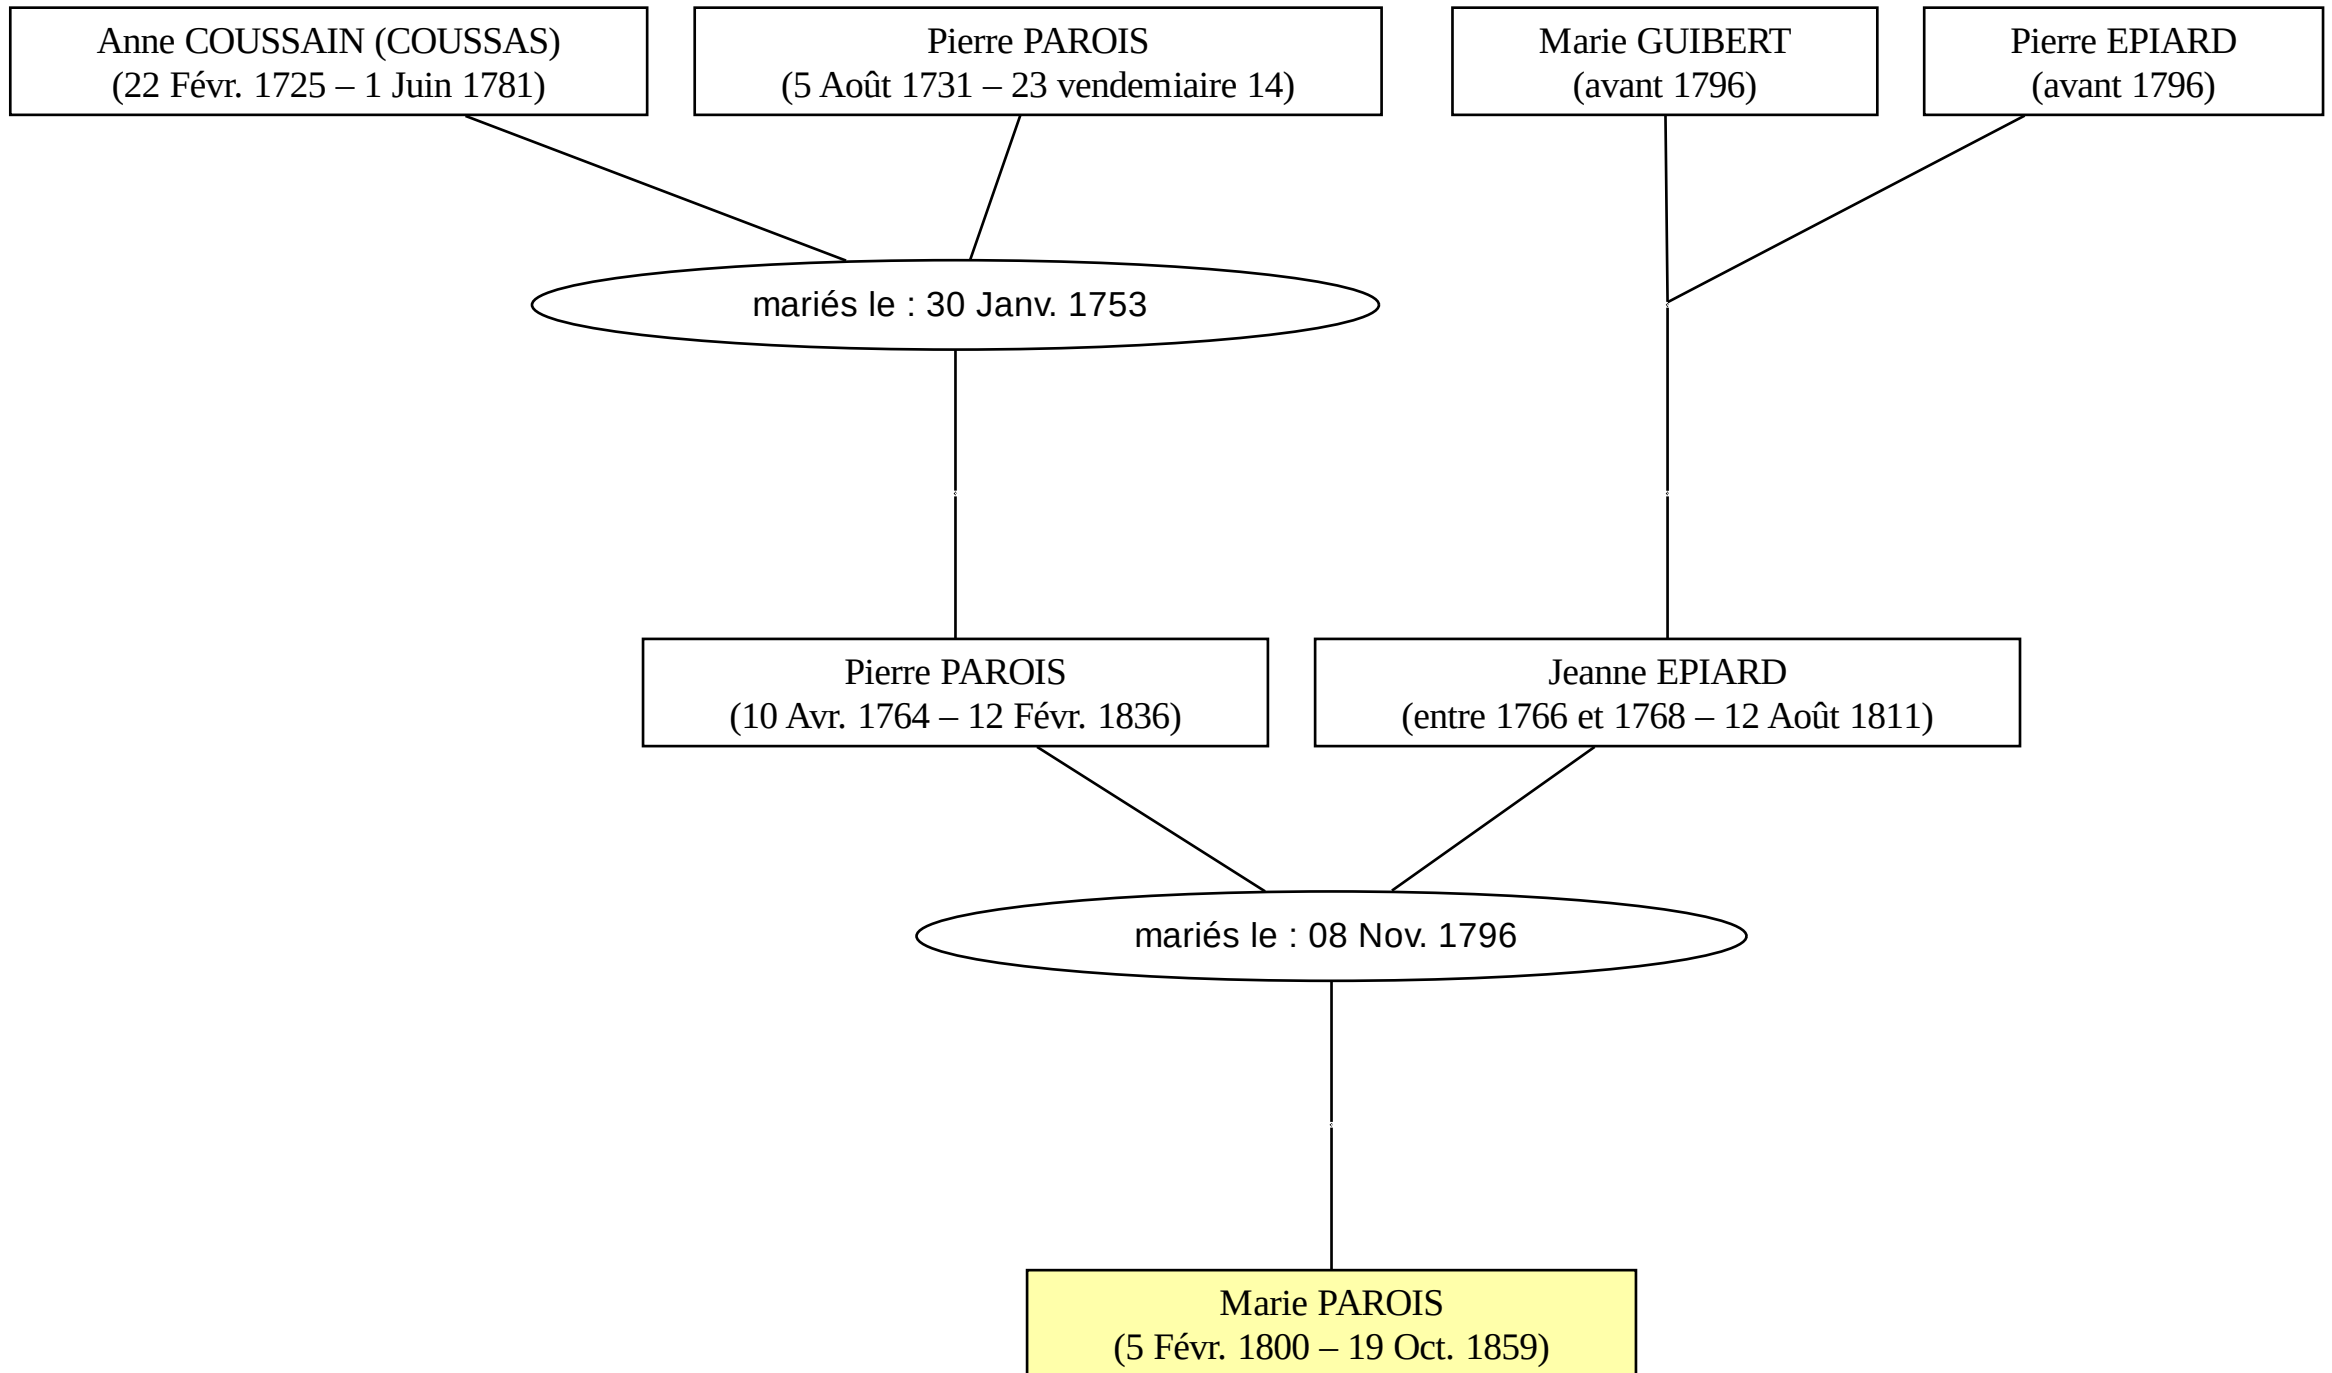 Anne COUSSAIN (COUSSAS)
(22 Févr. 1725 – 1 Juin 1781)
Pierre PAROIS
(5 Août 1731 – 23 vendemiaire 14)
Marie GUIBERT
(avant 1796)
Pierre EPIARD
(avant 1796)
mariés le : 30 Janv. 1753
Pierre PAROIS
(10 Avr. 1764 – 12 Févr. 1836)
Jeanne EPIARD
(entre 1766 et 1768 – 12 Août 1811)
mariés le : 08 Nov. 1796
Marie PAROIS
(5 Févr. 1800 – 19 Oct. 1859)